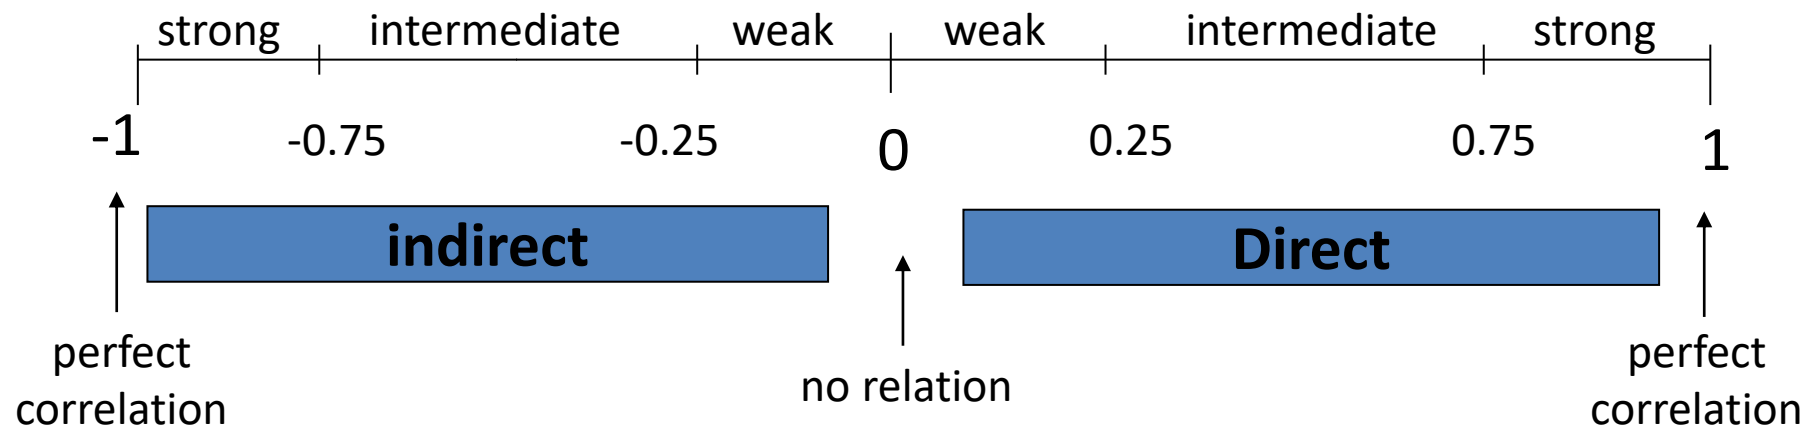 strong intermediate weak weak intermediate strong
-1 -0.75 -0.25 0 0.25 0.75 1
indirect Direct
perfect
correlation
no relation
perfect
correlation